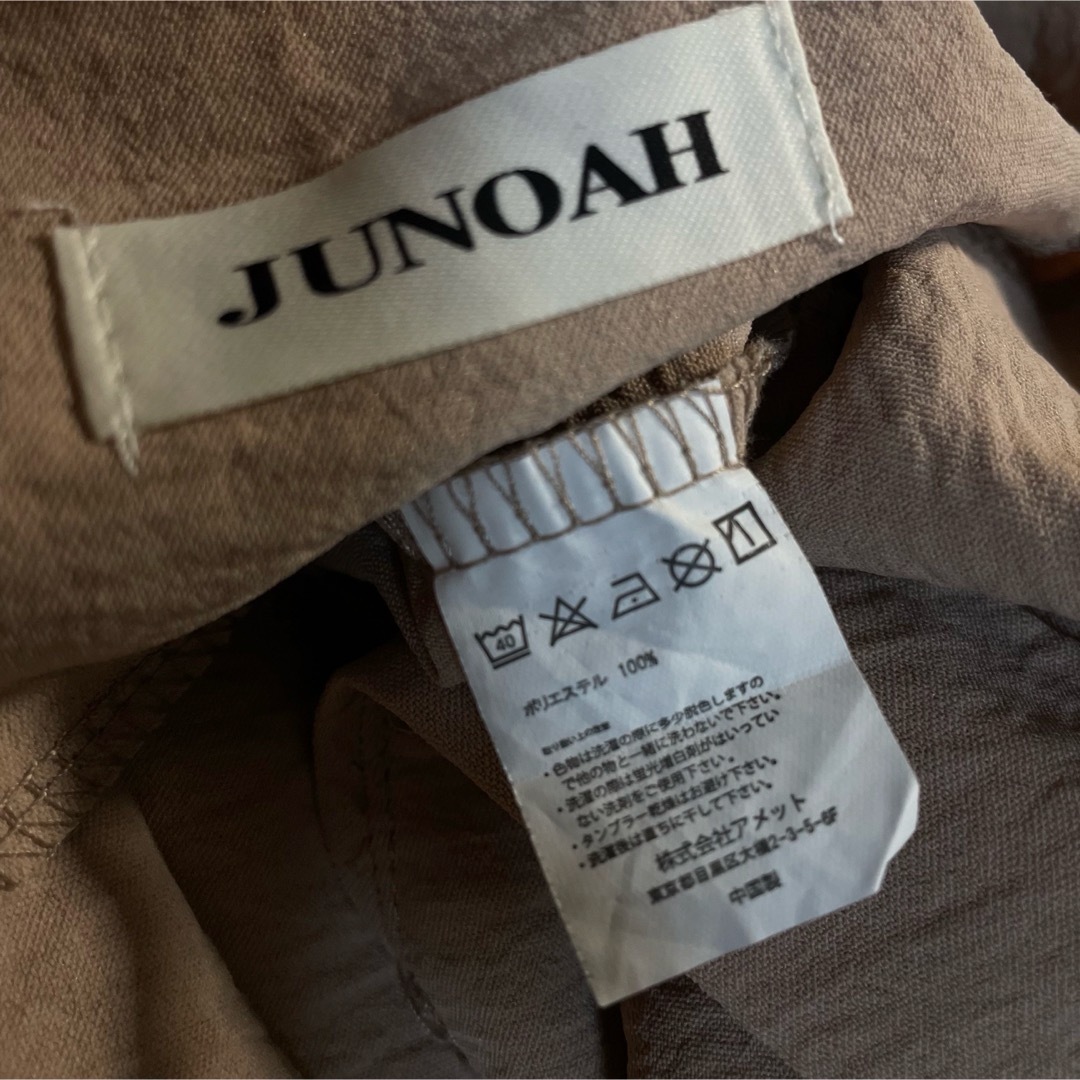 JUNOAH
40
ポリエステル 100%
取り扱い上の注意
・色物は洗濯の際に多少脱色しますの
で他の物と一緒に洗わないで下さい。
・洗濯の際は蛍光増白剤がはいってい
ない洗剤をご使用下さい。
・タンブラー乾燥はお避け下さい。
・洗濯後は直ちに干して下さい。
株式会社アメット
東京都目黒区大橋2-3-5-6F
中国製